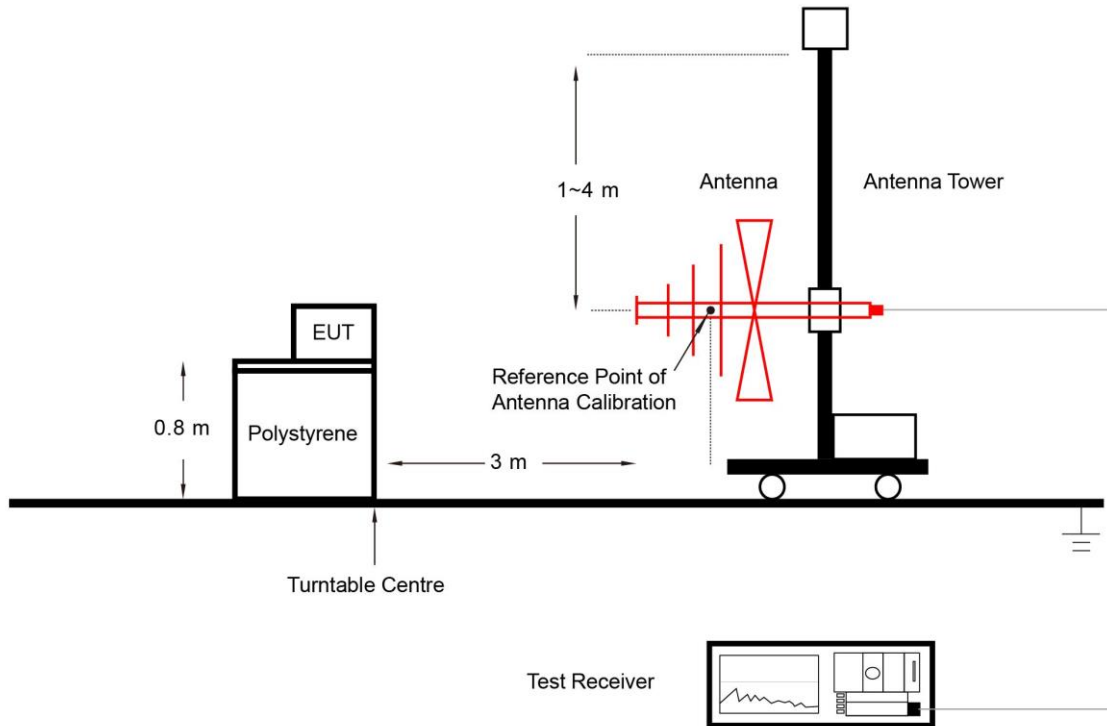 1~4 m
Antenna
Antenna Tower
EUT
Reference Point of
Antenna Calibration
0.8 m
Polystyrene
3 m
Turntable Centre
Test Receiver